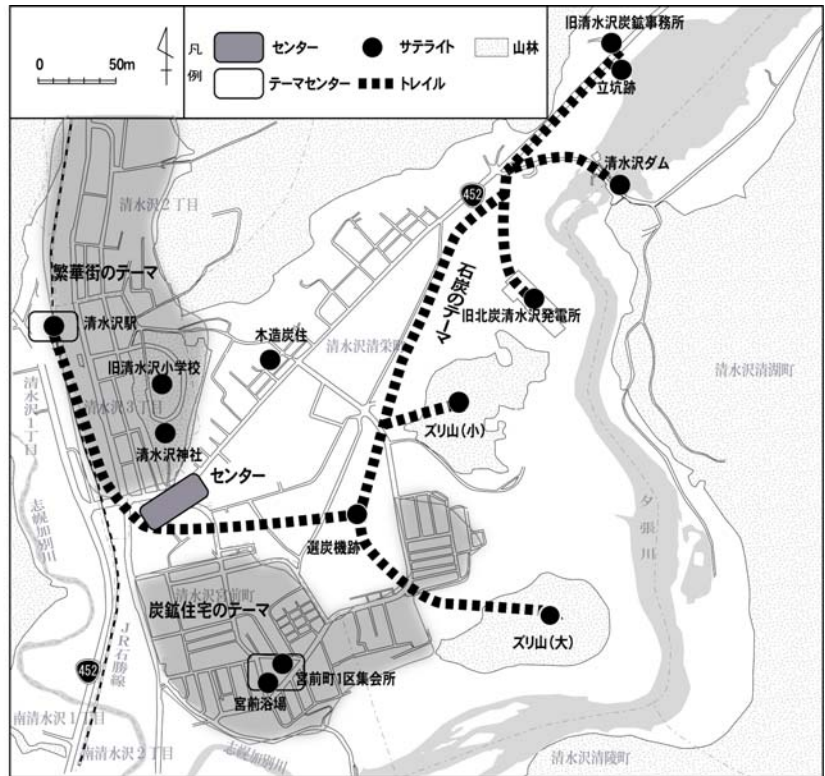 0
50m
凡
例
センター
サテライト
山林
テーマセンター
トレイル
旧清水沢炭鉱事務所
立坑跡
清水沢ダム
452
清水沢2丁目
繁華街のテーマ
石炭のテーマ
清水沢駅
木造炭住
清水沢清栄町
旧北炭清水沢発電所
旧清水沢小学校
清水沢清湖町
清水沢1丁目
清水沢3丁目
ズリ山(小)
清水沢神社
センター
志幌加別川
選炭機跡
夕張川
清水沢宮前町
炭鉱住宅のテーマ
ズリ山(大)
JR石勝線
452
宮前町1区集会所
宮前浴場
南清水沢1丁目
南清水沢2丁目
志幌加別川
清水沢清陵町